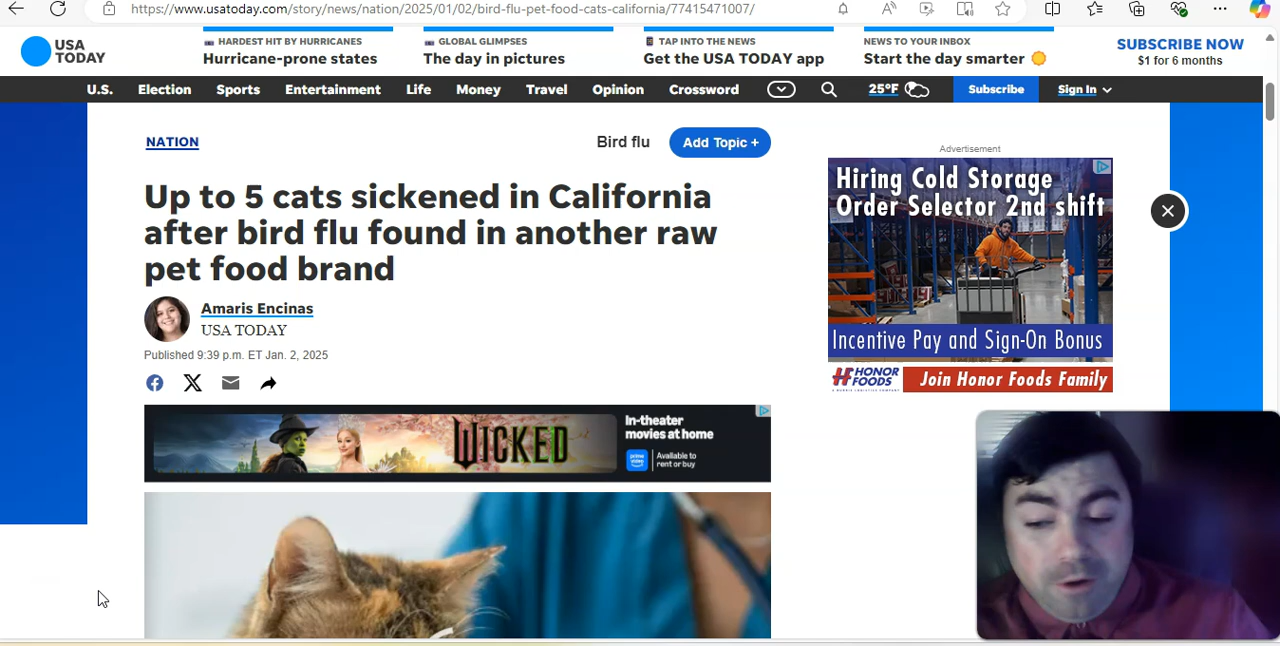 https://www.usatoday.com/story/news/nation/2025/01/02/bird-flu-pet-food-cats-california/77415471007/
USA
TODAY
HARDEST HIT BY HURRICANES
Hurricane-prone states
GLOBAL GLIMPSES
The day in pictures
TAP INTO THE NEWS
Get the USA TODAY app
NEWS TO YOUR INBOX
Start the day smarter
SUBSCRIBE NOW
$1 for 6 months
U.S. Election Sports Entertainment Life Money Travel Opinion Crossword 25°F Subscribe Sign In
NATION
Bird flu
Add Topic +
Up to 5 cats sickened in California
after bird flu found in another raw
pet food brand
Amaris Encinas
USA TODAY
Published 9:39 p.m. ET Jan. 2, 2025
Advertisement
Hiring Cold Storage
Order Selector 2nd shift
Incentive Pay and Sign-On Bonus
HONOR
FOODS
Join Honor Foods Family
WICKED
In-theater
movies at home
prime
video
Available to
rent or buy